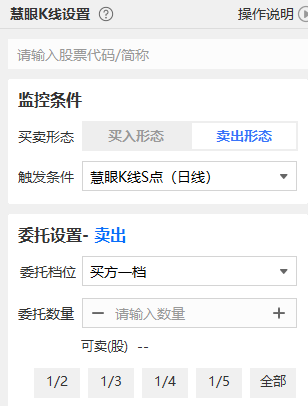 慧眼K线设置 ? 操作说明
请输入股票代码/简称
监控条件
买卖形态 买入形态 卖出形态
触发条件 慧眼K线S点（日线）
委托设置- 卖出
委托档位 买方一档
委托数量 — 请输入数量 +
可卖(股) --
1/2 1/3 1/4 1/5 全部